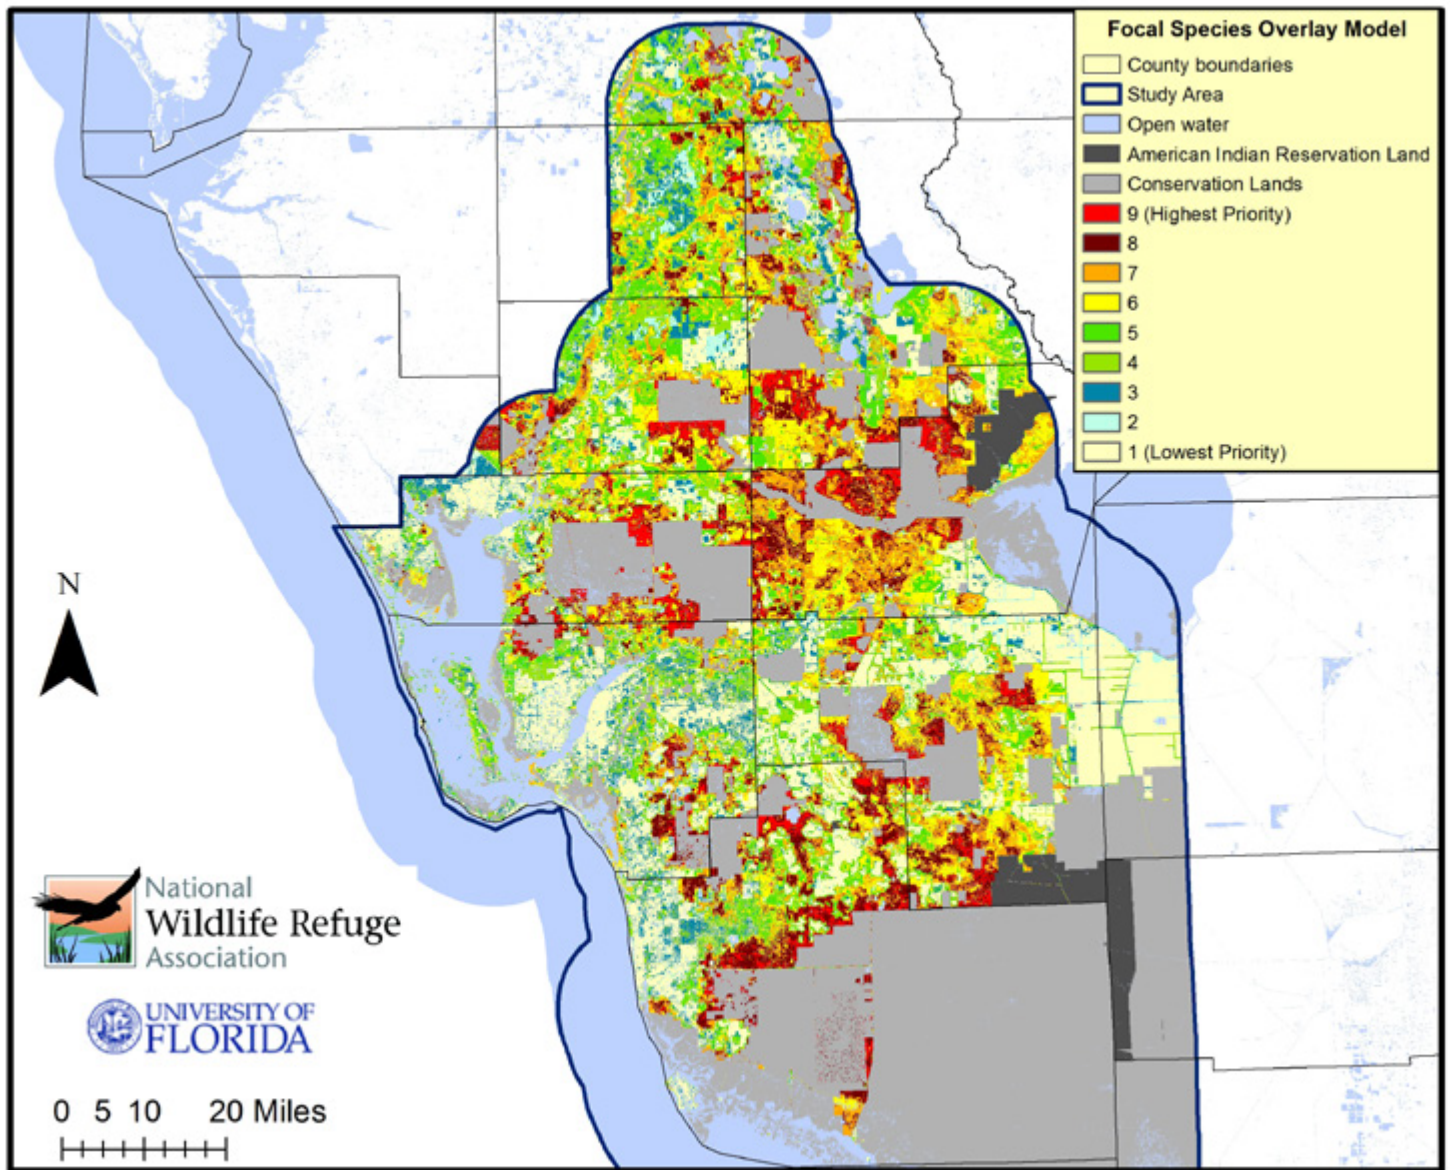 Focal Species Overlay Model
County boundaries
Study Area
Open water
American Indian Reservation Land
Conservation Lands
9 (Highest Priority)
8
7
6
5
4
3
2
1 (Lowest Priority)
N
National
Wildlife Refuge
Association
UNIVERSITY OF
FLORIDA
0 5 10 20 Miles